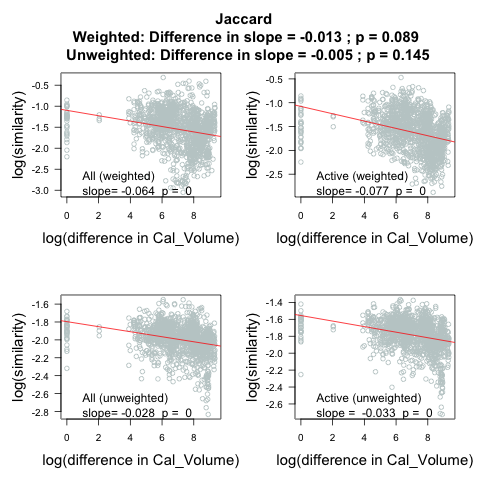 Jaccard
Weighted: Difference in slope = -0.013 ; p = 0.089
Unweighted: Difference in slope = -0.005 ; p = 0.145
log(similarity)
-0.5
-1.0
-1.5
-2.0
-2.5
-3.0
All (weighted)
slope= -0.064 p = 0
0 2 4 6 8
log(difference in Cal_Volume)
log(similarity)
-0.5
-1.0
-1.5
-2.0
-2.5
Active (weighted)
slope= -0.077 p = 0
0 2 4 6 8
log(difference in Cal_Volume)
log(similarity)
-1.6
-1.8
-2.0
-2.2
-2.4
-2.6
-2.8
All (unweighted)
slope= -0.028 p = 0
0 2 4 6 8
log(difference in Cal_Volume)
log(similarity)
-1.4
-1.6
-1.8
-2.0
-2.2
-2.4
-2.6
Active (unweighted)
slope = -0.033 p = 0
0 2 4 6 8
log(difference in Cal_Volume)